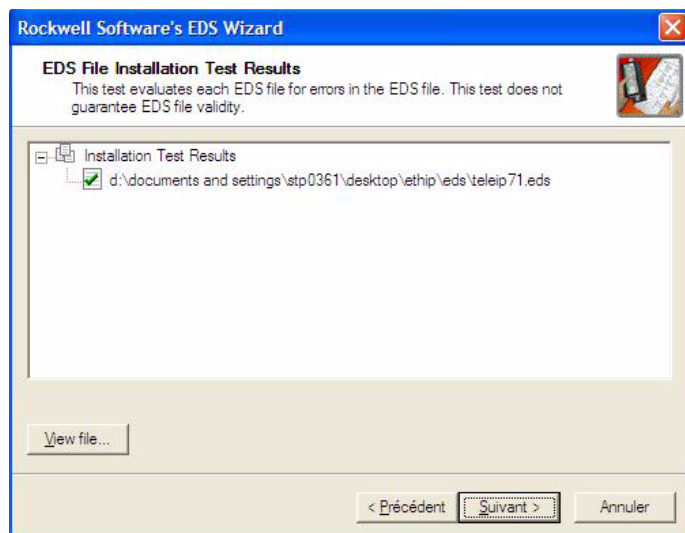 Rockwell Software's EDS Wizard
EDS File Installation Test Results
This test evaluates each EDS file for errors in the EDS file. This test does not
guarantee EDS file validity.
Installation Test Results
d:\documents and settings\stp0361\desktop\ethip\eds\teleip71.eds
View file...
< Précédent
Suivant >
Annuler